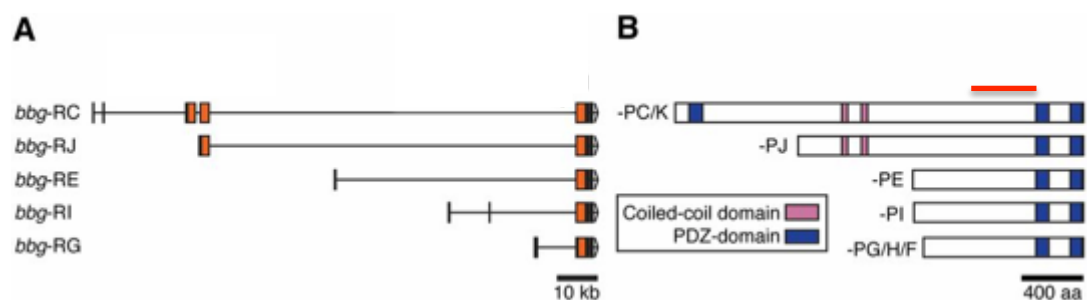 A
bbg-RC
bbg-RJ
bbg-RE
bbg-RI
bbg-RG
10 kb
B
-PC/K
-PJ
-PE
-PI
-PG/H/F
Coiled-coil domain
PDZ-domain
400 aa